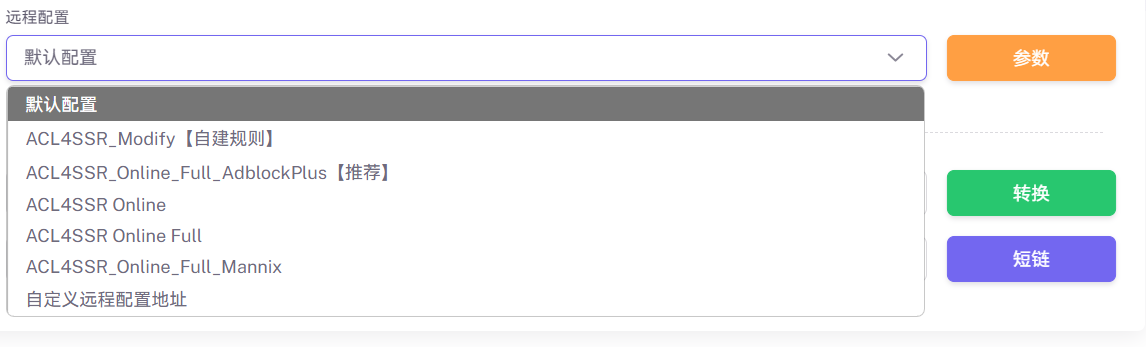 远程配置
默认配置
参数
默认配置
ACL4SSR_Modify【自建规则】
ACL4SSR_Online_Full_AdblockPlus【推荐】
转换
ACL4SSR Online
ACL4SSR Online Full
短链
ACL4SSR_Online_Full_Mannix
自定义远程配置地址